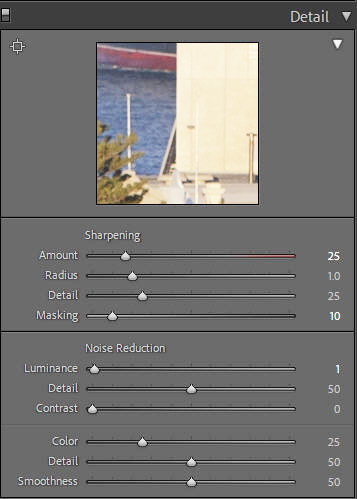 Detail
Sharpening
Amount 25
Radius 1.0
Detail 25
Masking 10
Noise Reduction
Luminance 1
Detail 50
Contrast 0
Color 25
Detail 50
Smoothness 50